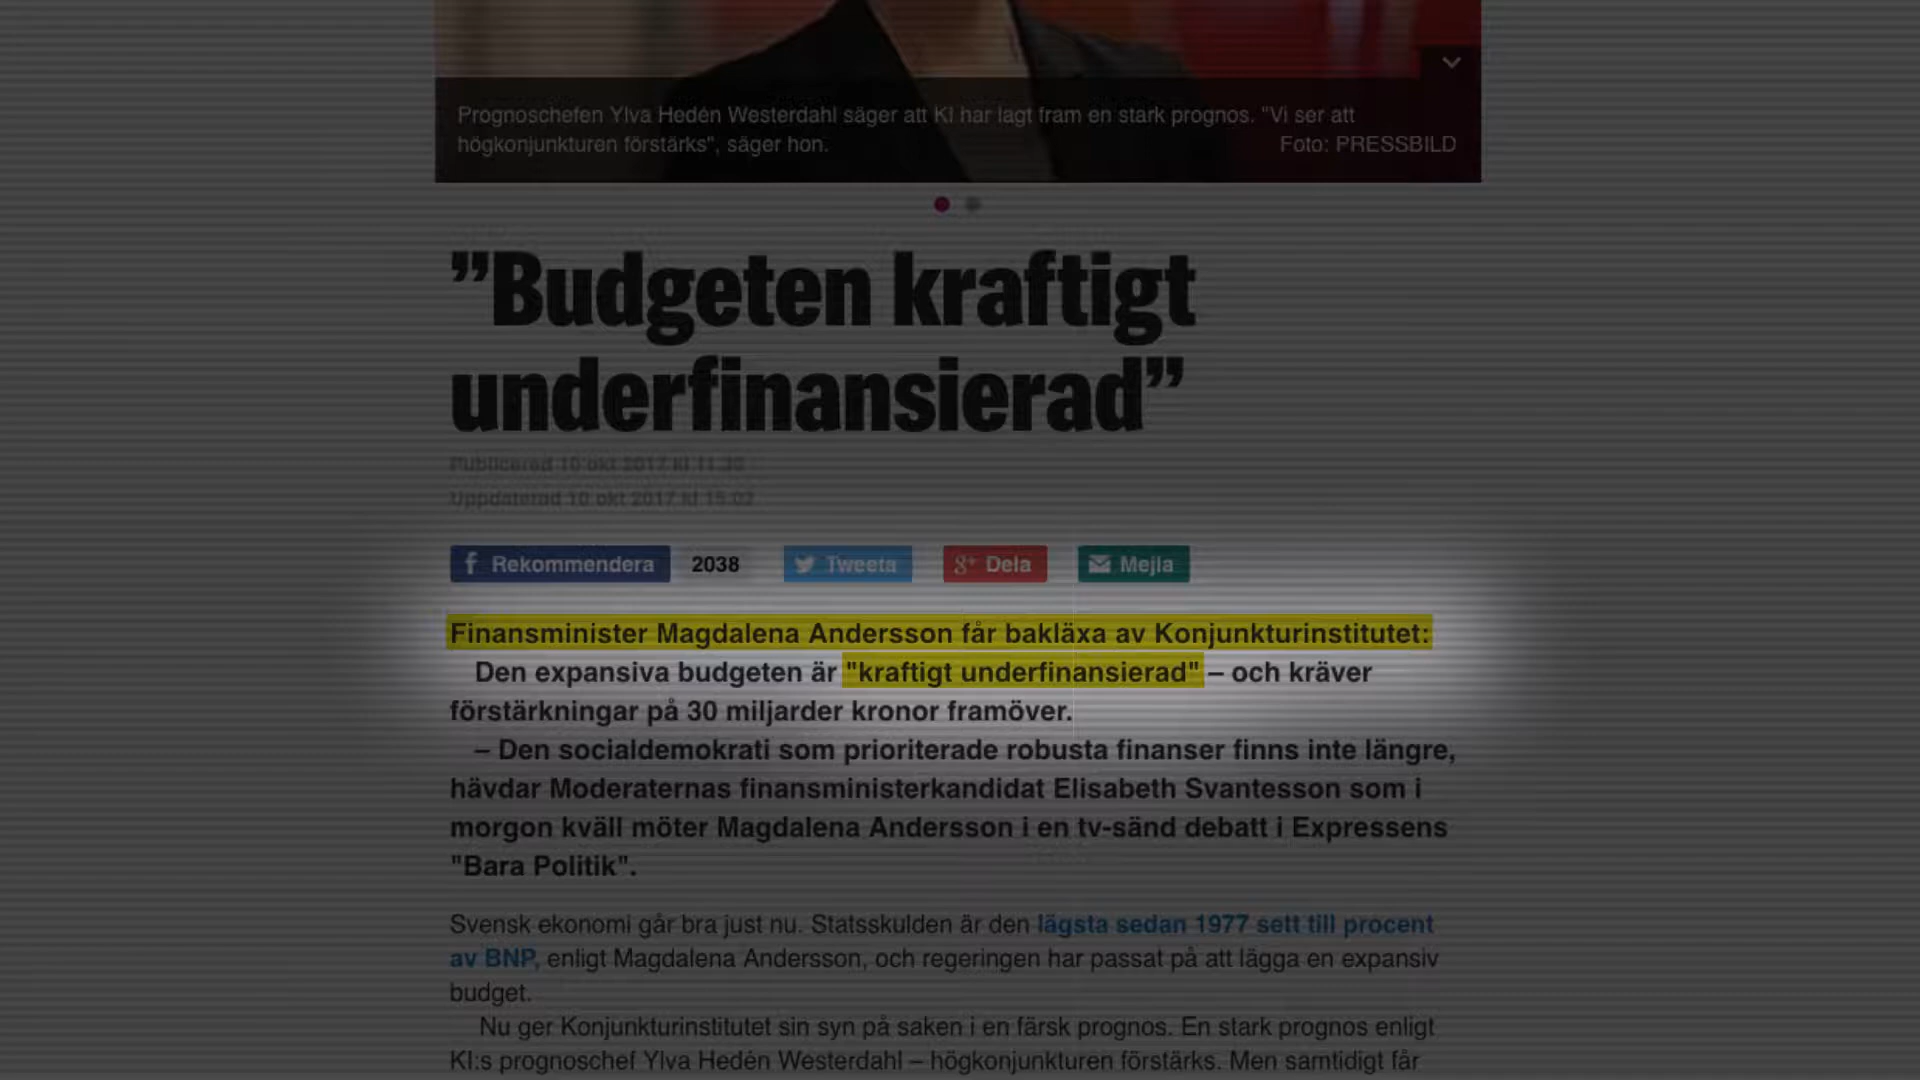 Prognoschefen Ylva Hedén Westerdahl säger att KI har lagt fram en stark prognos. "Vi ser att
högkonjunkturen förstärks", säger hon.
Foto: PRESSBILD
”Budgeten kraftigt
underfinansierad”
Publicerad 10 okt 2017 kl 11.30
Uppdaterad 10 okt 2017 kl 15.02
f Rekommendera 2038 Tweeta g+ Dela Mejla
Finansminister Magdalena Andersson får bakläxa av Konjunkturinstitutet:
Den expansiva budgeten är "kraftigt underfinansierad" – och kräver
förstärkningar på 30 miljarder kronor framöver.
– Den socialdemokrati som prioriterade robusta finanser finns inte längre,
hävdar Moderaternas finansministerkandidat Elisabeth Svantesson som i
morgon kväll möter Magdalena Andersson i en tv-sänd debatt i Expressens
"Bara Politik".
Svensk ekonomi går bra just nu. Statsskulden är den lägsta sedan 1977 sett till procent
av BNP, enligt Magdalena Andersson, och regeringen har passat på att lägga en expansiv
budget.
Nu ger Konjunkturinstitutet sin syn på saken i en färsk prognos. En stark prognos enligt
KI:s prognoschef Ylva Hedén Westerdahl – högkonjunkturen förstärks. Men samtidigt får